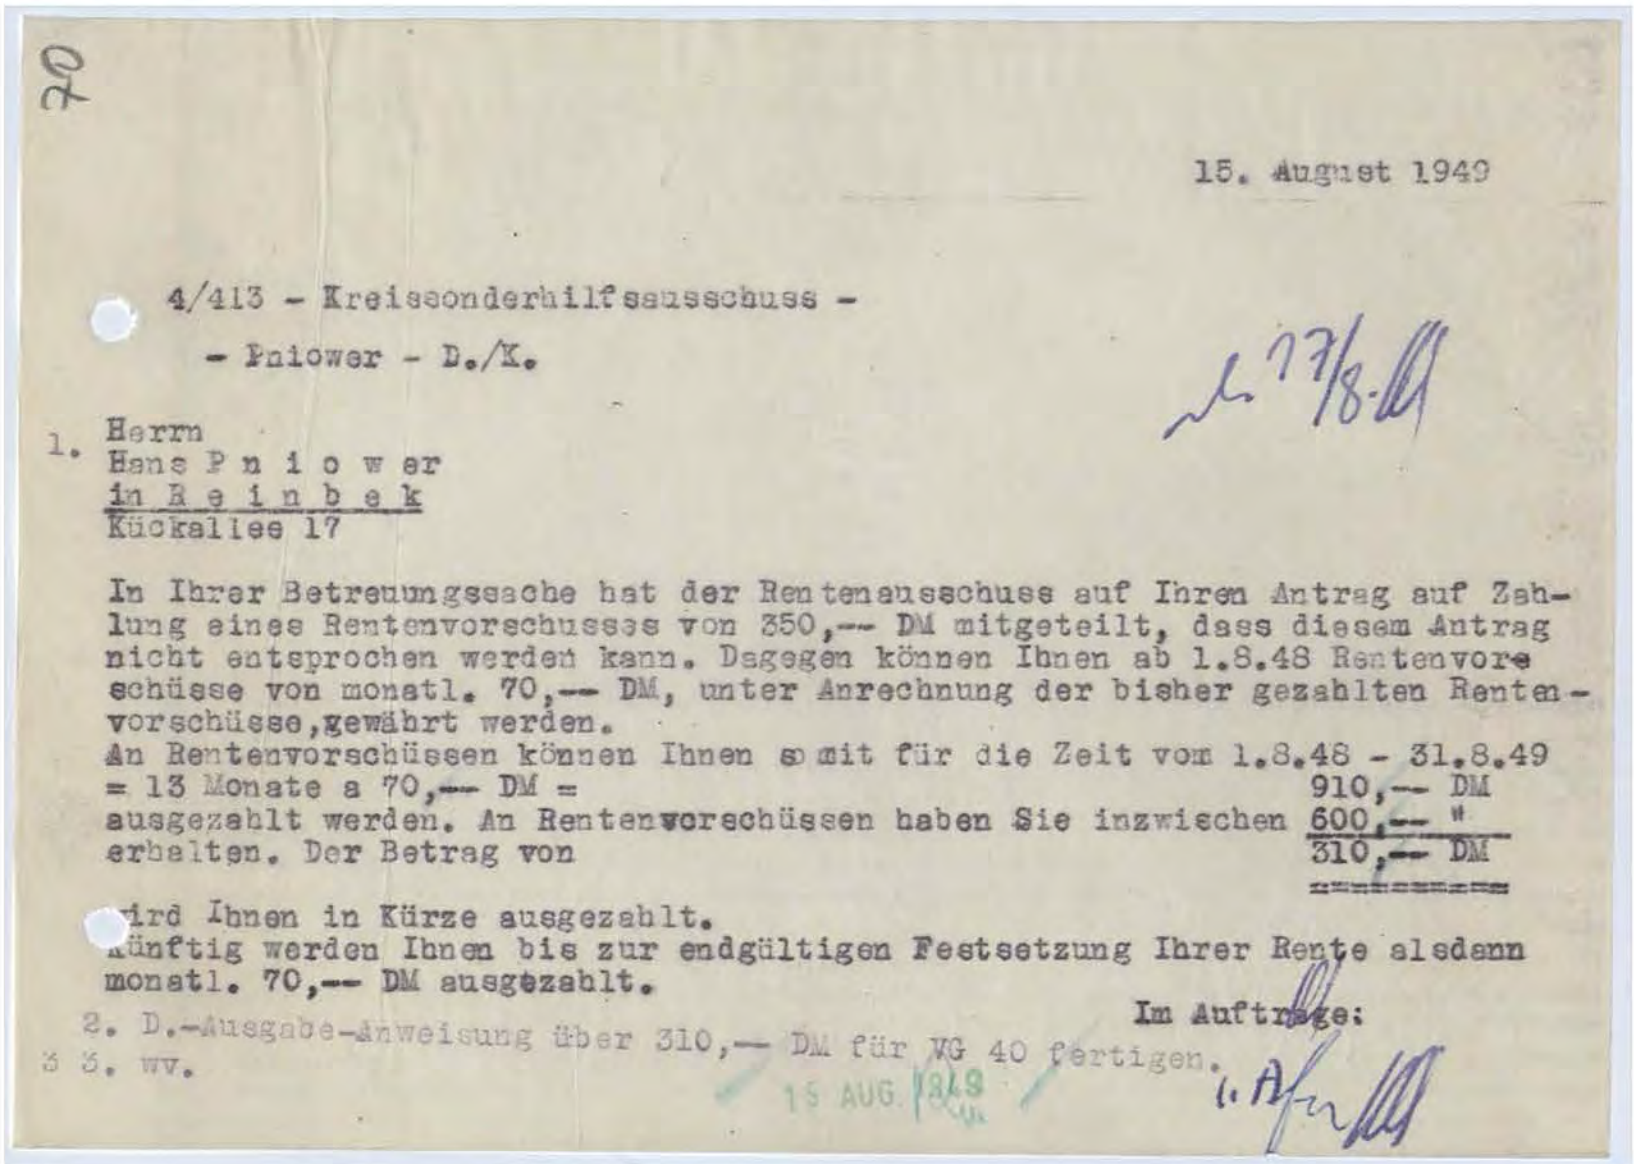 70
15. August 1949
4/413 - Kreissonderhilfsausschuss -
- Pniower - D./K.
17/8.
1. Herrn
Hans P n i o w er
in R e i n b e k
Kückallee 17
In Ihrer Betreuungssache hat der Rentenausschuss auf Ihren Antrag auf Zah-
lung eines Rentenvorschusses von 350,-- DM mitgeteilt, dass diesem Antrag
nicht entsprochen werden kann. Dagegen können Ihnen ab 1.8.48 Rentenvor-
schüsse von monatl. 70,-- DM, unter Anrechnung der bisher gezahlten Renten-
vorschüsse,gewährt werden.
An Rentenvorschüssen können Ihnen somit für die Zeit vom 1.8.48 - 31.8.49
= 13 Monate a 70,-- DM = 910,-- DM
ausgezahlt werden. An Rentenvorschüssen haben Sie inzwischen 600,-- "
erhalten. Der Betrag von 310,-- DM
============
wird Ihnen in Kürze ausgezahlt.
Künftig werden Ihnen bis zur endgültigen Festsetzung Ihrer Rente alsdann
monatl. 70,-- DM ausgezahlt.
Im Auftrage:
2. D.-Ausgabe-Anweisung über 310,-- DM für VG 40 fertigen.
3 3. wv.
15 AUG. 1949